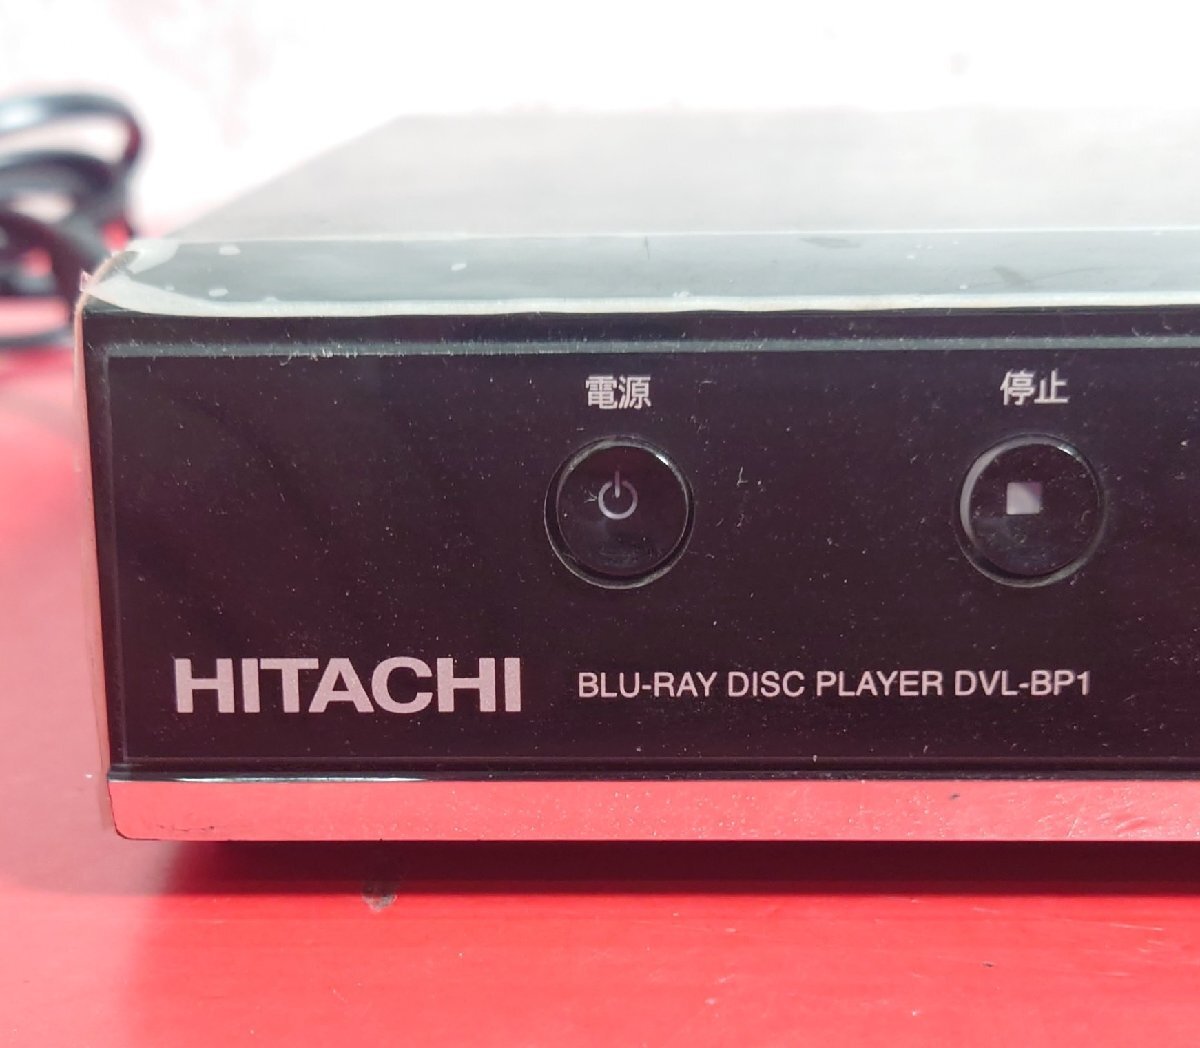 電源 停止
HITACHI BLU-RAY DISC PLAYER DVL-BP1